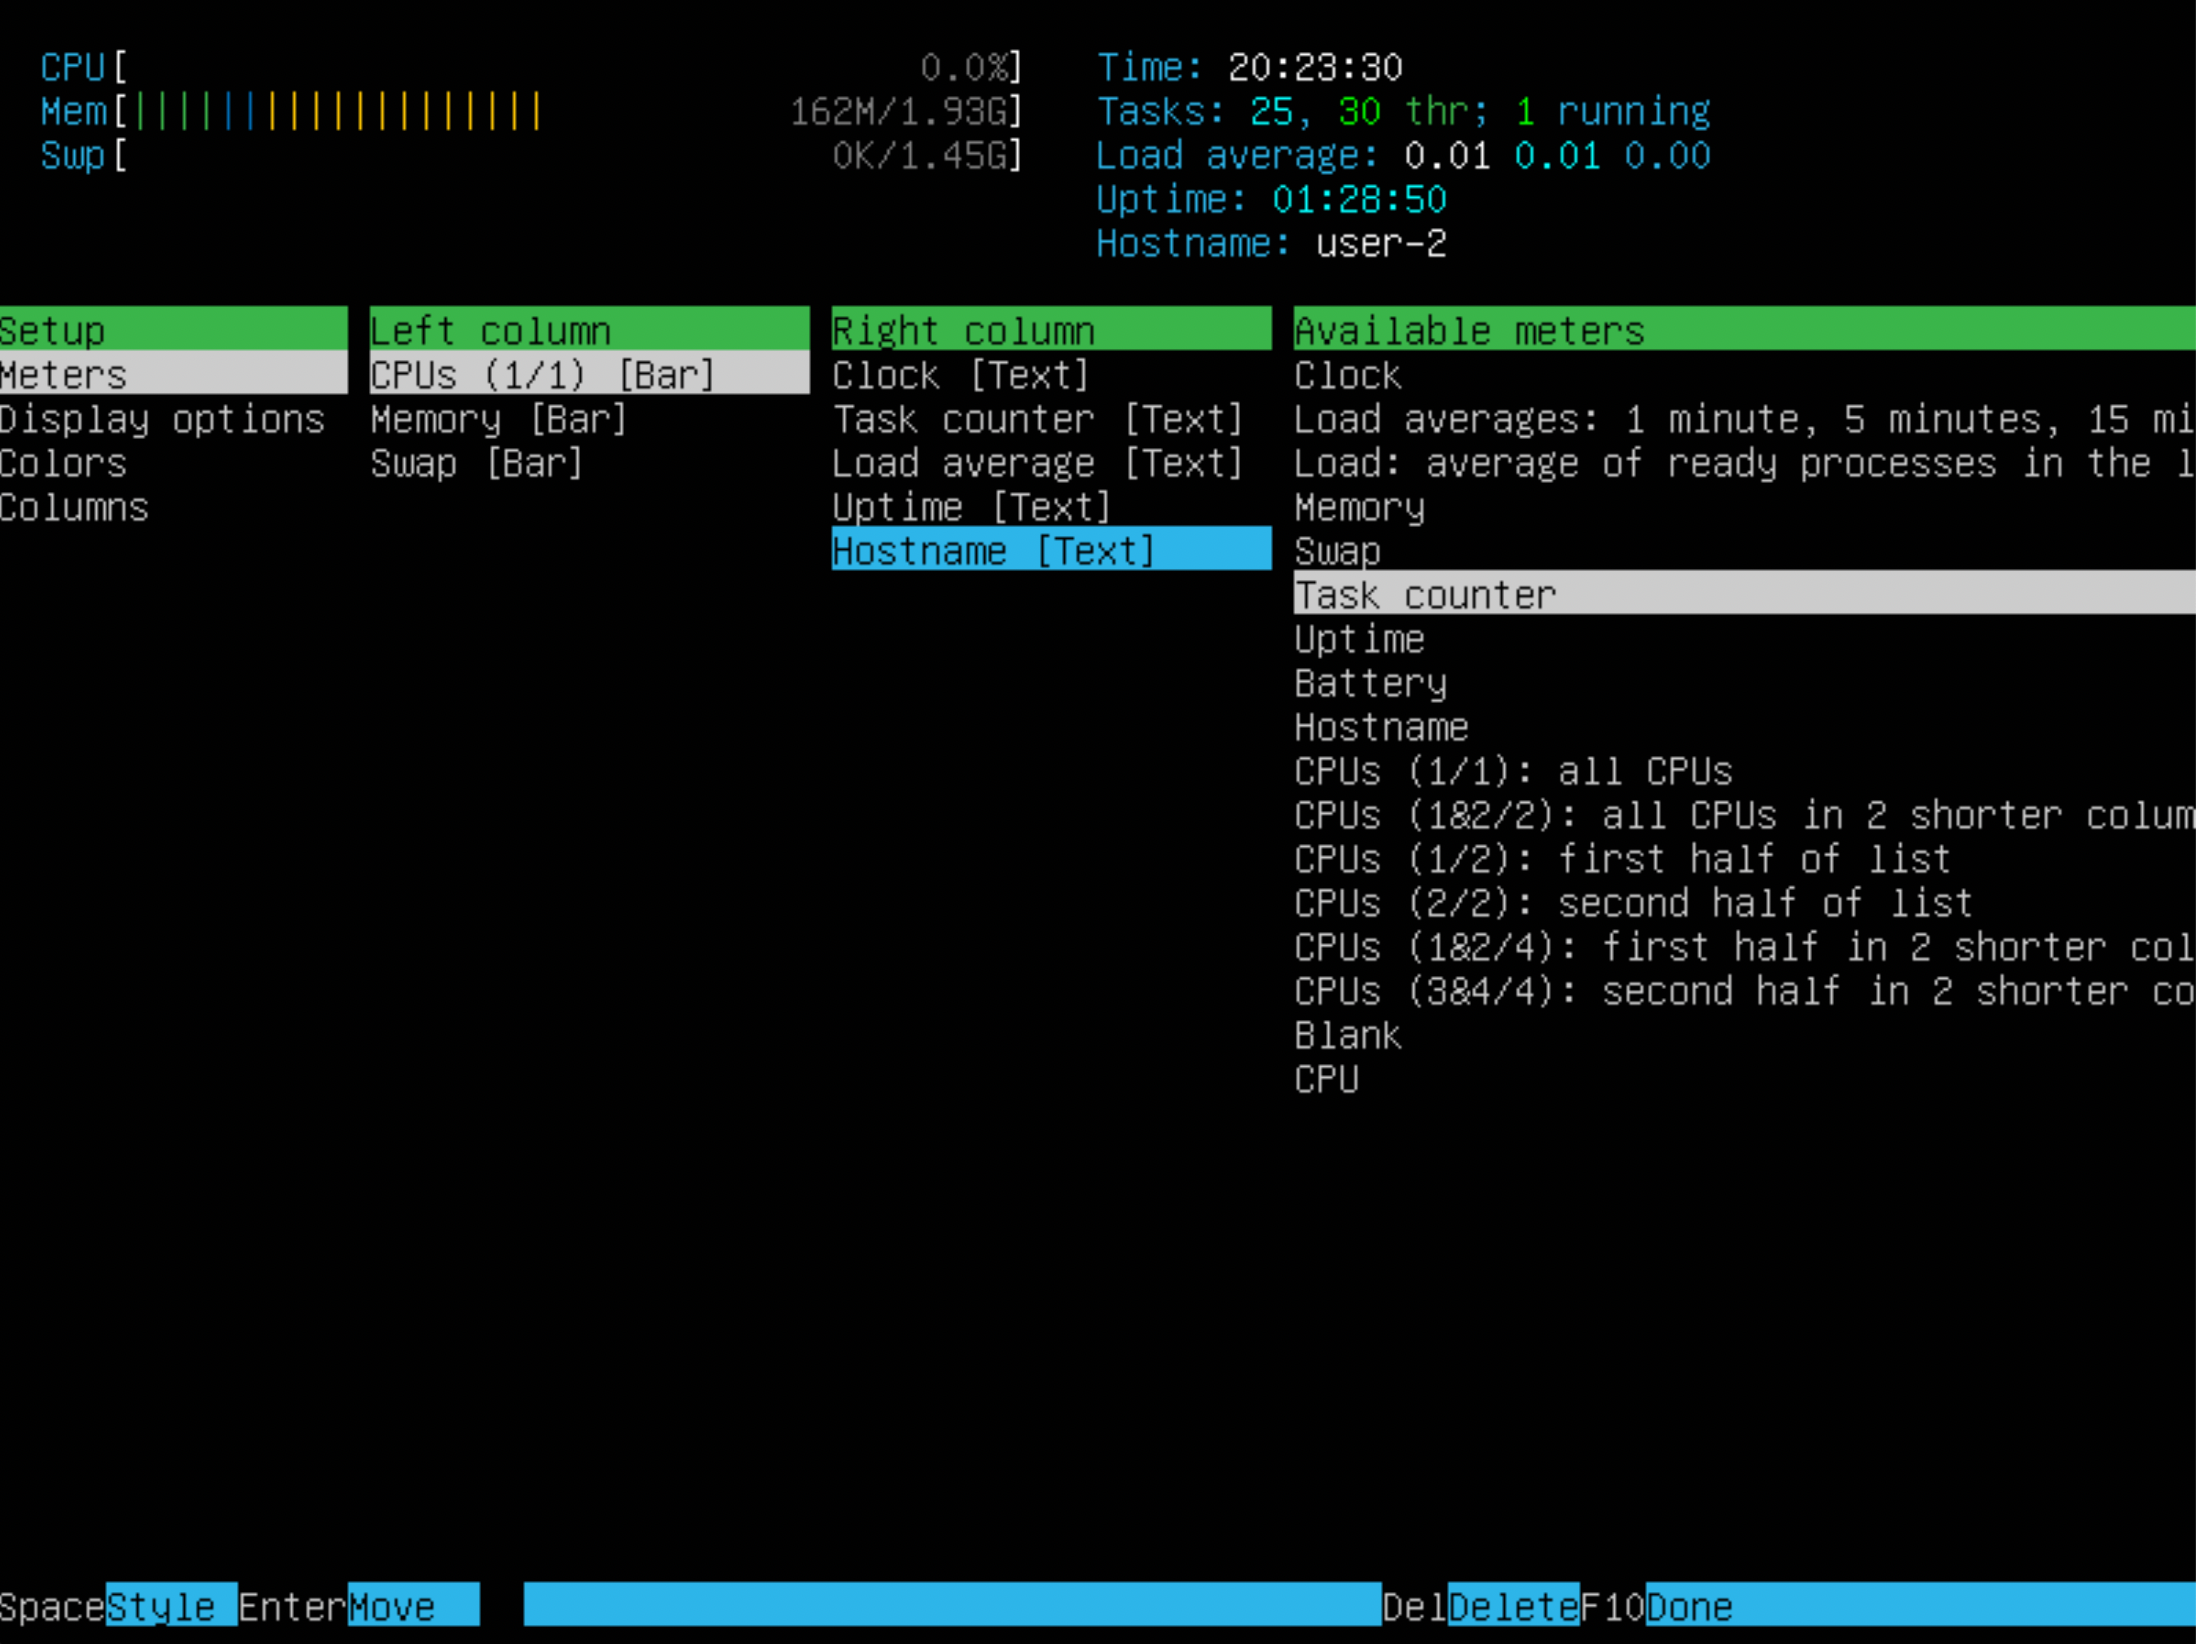 CPU[ 0.0%]
Mem[|||||||||||||||||||162M/1.93G]
Swp[ 0K/1.45G]
Time: 20:23:30
Tasks: 25, 30 thr; 1 running
Load average: 0.01 0.01 0.00
Uptime: 01:28:50
Hostname: user-2
Setup
Meters
Display options
Colors
Columns
Left column
CPUs (1/1) [Bar]
Memory [Bar]
Swap [Bar]
Right column
Clock [Text]
Task counter [Text]
Load average [Text]
Uptime [Text]
Hostname [Text]
Available meters
Clock
Load averages: 1 minute, 5 minutes, 15 mi
Load: average of ready processes in the l
Memory
Swap
Task counter
Uptime
Battery
Hostname
CPUs (1/1): all CPUs
CPUs (1&2/2): all CPUs in 2 shorter colum
CPUs (1/2): first half of list
CPUs (2/2): second half of list
CPUs (1&2/4): first half in 2 shorter col
CPUs (3&4/4): second half in 2 shorter co
Blank
CPU
SpaceStyle EnterMove DelDeleteF10Done